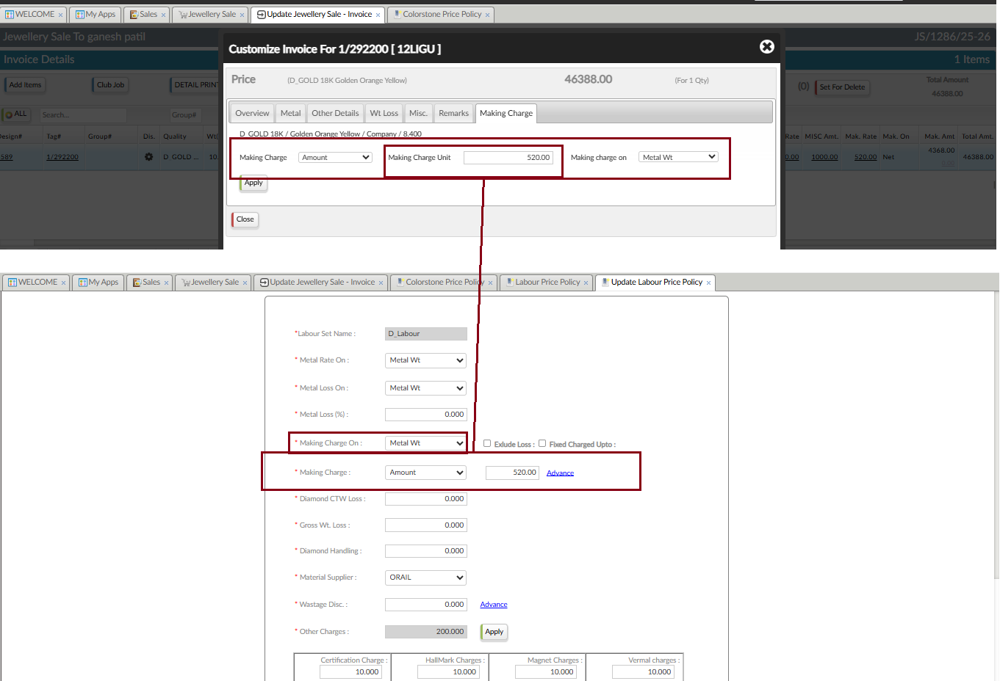 WELCOME × My Apps Sales × Jewellery Sale × Update Jewellery Sale - Invoice × Colorstone Price Policy ×
Jewellery Sale To ganesh patil JS/1286/25-26
Customize Invoice For 1/292200 [ 12LIGU ]
Invoice Details 1 Items
Price (D_GOLD 18K Golden Orange Yellow) 46388.00 (For 1 Qty)
Add Items Club Job DETAIL PRINT (0) Set For Delete Total Amount
46388.00
ALL Search... Group#
Overview Metal Other Details Wt Loss Misc. Remarks Making Charge
Design# Tag# Group# Dis. Quality Wt( Rate MISC Amt. Mak. Rate Mak. On Mak. Amt Total Amt.
D_GOLD 18K / Golden Orange Yellow / Company / 8.400
589 1/292200 D_GOLD ... 10. 0.00 1000.00 520.00 Net 4368.00 46388.00
0.00
Making Charge Amount Making Charge Unit 520.00 Making charge on Metal Wt
Apply
Close
WELCOME × My Apps Sales × Jewellery Sale × Update Jewellery Sale - Invoice × Colorstone Price Policy × Labour Price Policy × Update Labour Price Policy ×
*Labour Set Name : D_Labour
* Metal Rate On : Metal Wt
* Metal Loss On : Metal Wt
* Metal Loss (%) : 0.000
* Making Charge On : Metal Wt Exlude Loss : Fixed Charged Upto :
* Making Charge : Amount 520.00 Advance
* Diamond CTW Loss : 0.000
* Gross Wt. Loss : 0.000
* Diamond Handling : 0.000
* Material Supplier : ORAIL
* Wastage Disc. : 0.000 Advance
* Other Charges : 200.000 Apply
Certification Charge : HallMark Charges : Magnet Charges : Vermal charges :
10.000 10.000 10.000 10.000